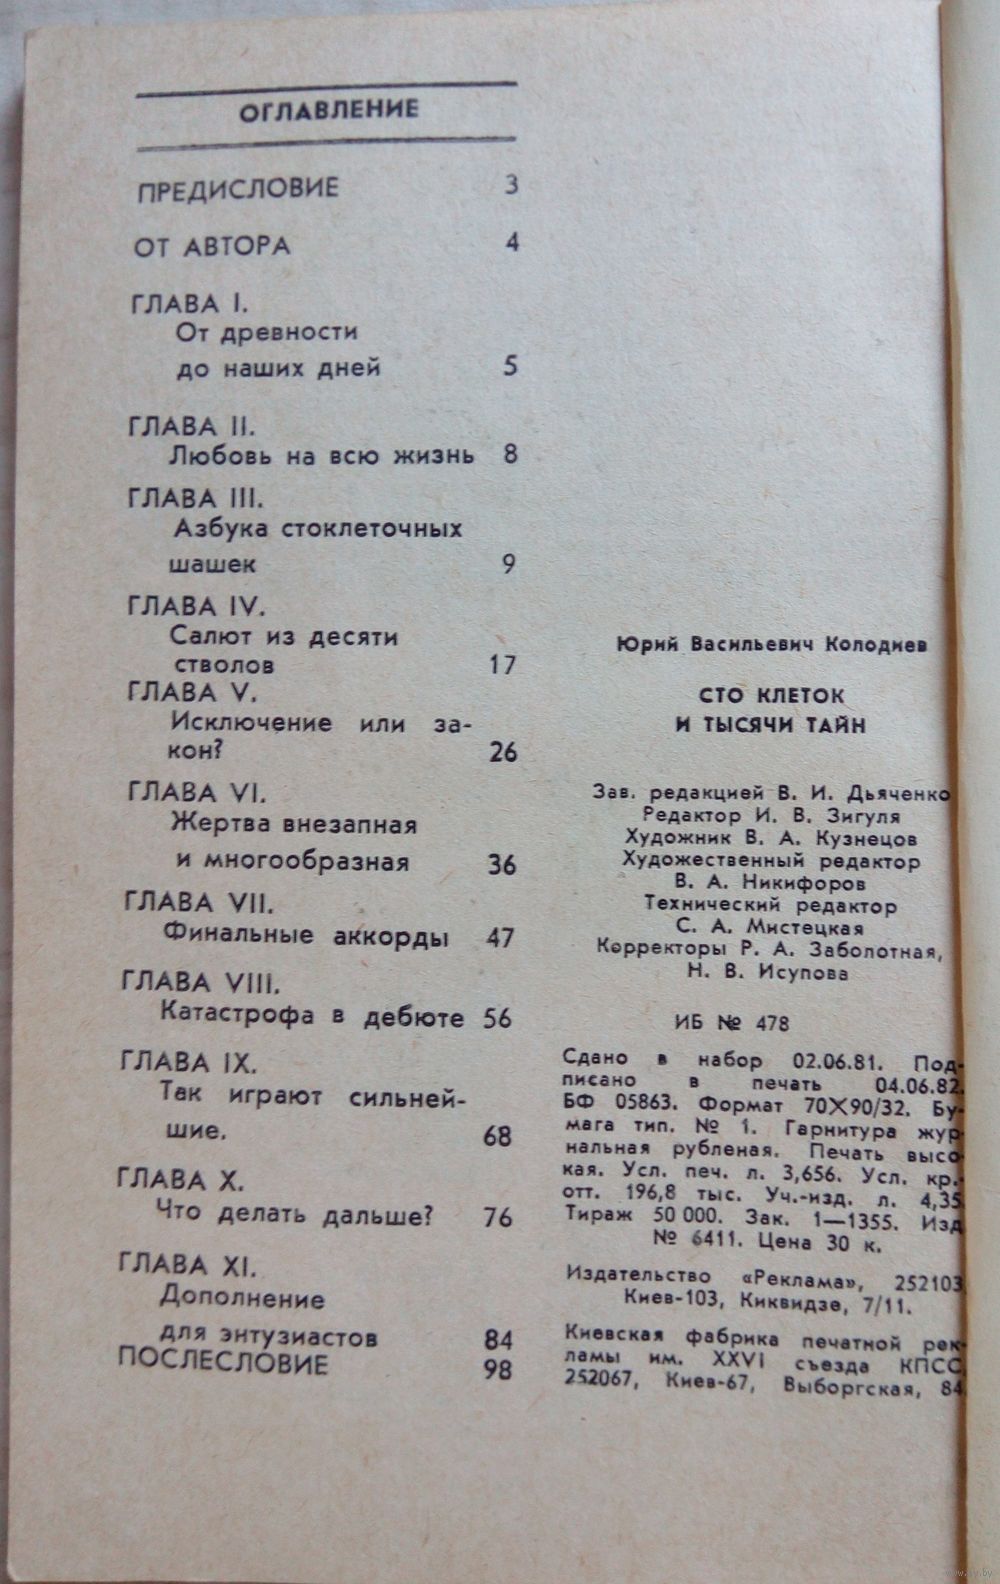 ОГЛАВЛЕНИЕ
ПРЕДИСЛОВИЕ 3
ОТ АВТОРА 4
ГЛАВА I.
От древности
до наших дней 5
ГЛАВА II.
Любовь на всю жизнь 8
ГЛАВА III.
Азбука стоклеточных
шашек 9
ГЛАВА IV.
Салют из десяти
стволов 17
ГЛАВА V.
Исключение или за-
кон? 26
ГЛАВА VI.
Жертва внезапная
и многообразная 36
ГЛАВА VII.
Финальные аккорды 47
ГЛАВА VIII.
Катастрофа в дебюте 56
ГЛАВА IX.
Так играют сильней-
шие. 68
ГЛАВА X.
Что делать дальше? 76
ГЛАВА XI.
Дополнение
для энтузиастов 84
ПОСЛЕСЛОВИЕ 98
Юрий Васильевич Колодиев
СТО КЛЕТОК
И ТЫСЯЧИ ТАЙН
Зав. редакцией В. И. Дьяченко
Редактор И. В. Зигуля
Художник В. А. Кузнецов
Художественный редактор
В. А. Никифоров
Технический редактор
С. А. Мистецкая
Корректоры Р. А. Заболотная,
Н. В. Исупова
ИБ № 478
Сдано в набор 02.06.81. Под-
писано в печать 04.06.82.
БФ 05863. Формат 70X90/32. Бу-
мага тип. № 1. Гарнитура жур
нальная рубленая. Печать высо
кая. Усл. печ. л. 3,656. Усл. кр.-
отт. 196,8 тыс. Уч.-изд. л. 4,35
Тираж 50 000. Зак. 1—1355. Изд
№ 6411. Цена 30 к.
Издательство «Реклама», 252103
Киев-103, Киквидзе, 7/11.
Киевская фабрика печатной рек-
ламы им. XXVI съезда КПСС
252067, Киев-67, Выборгская, 84